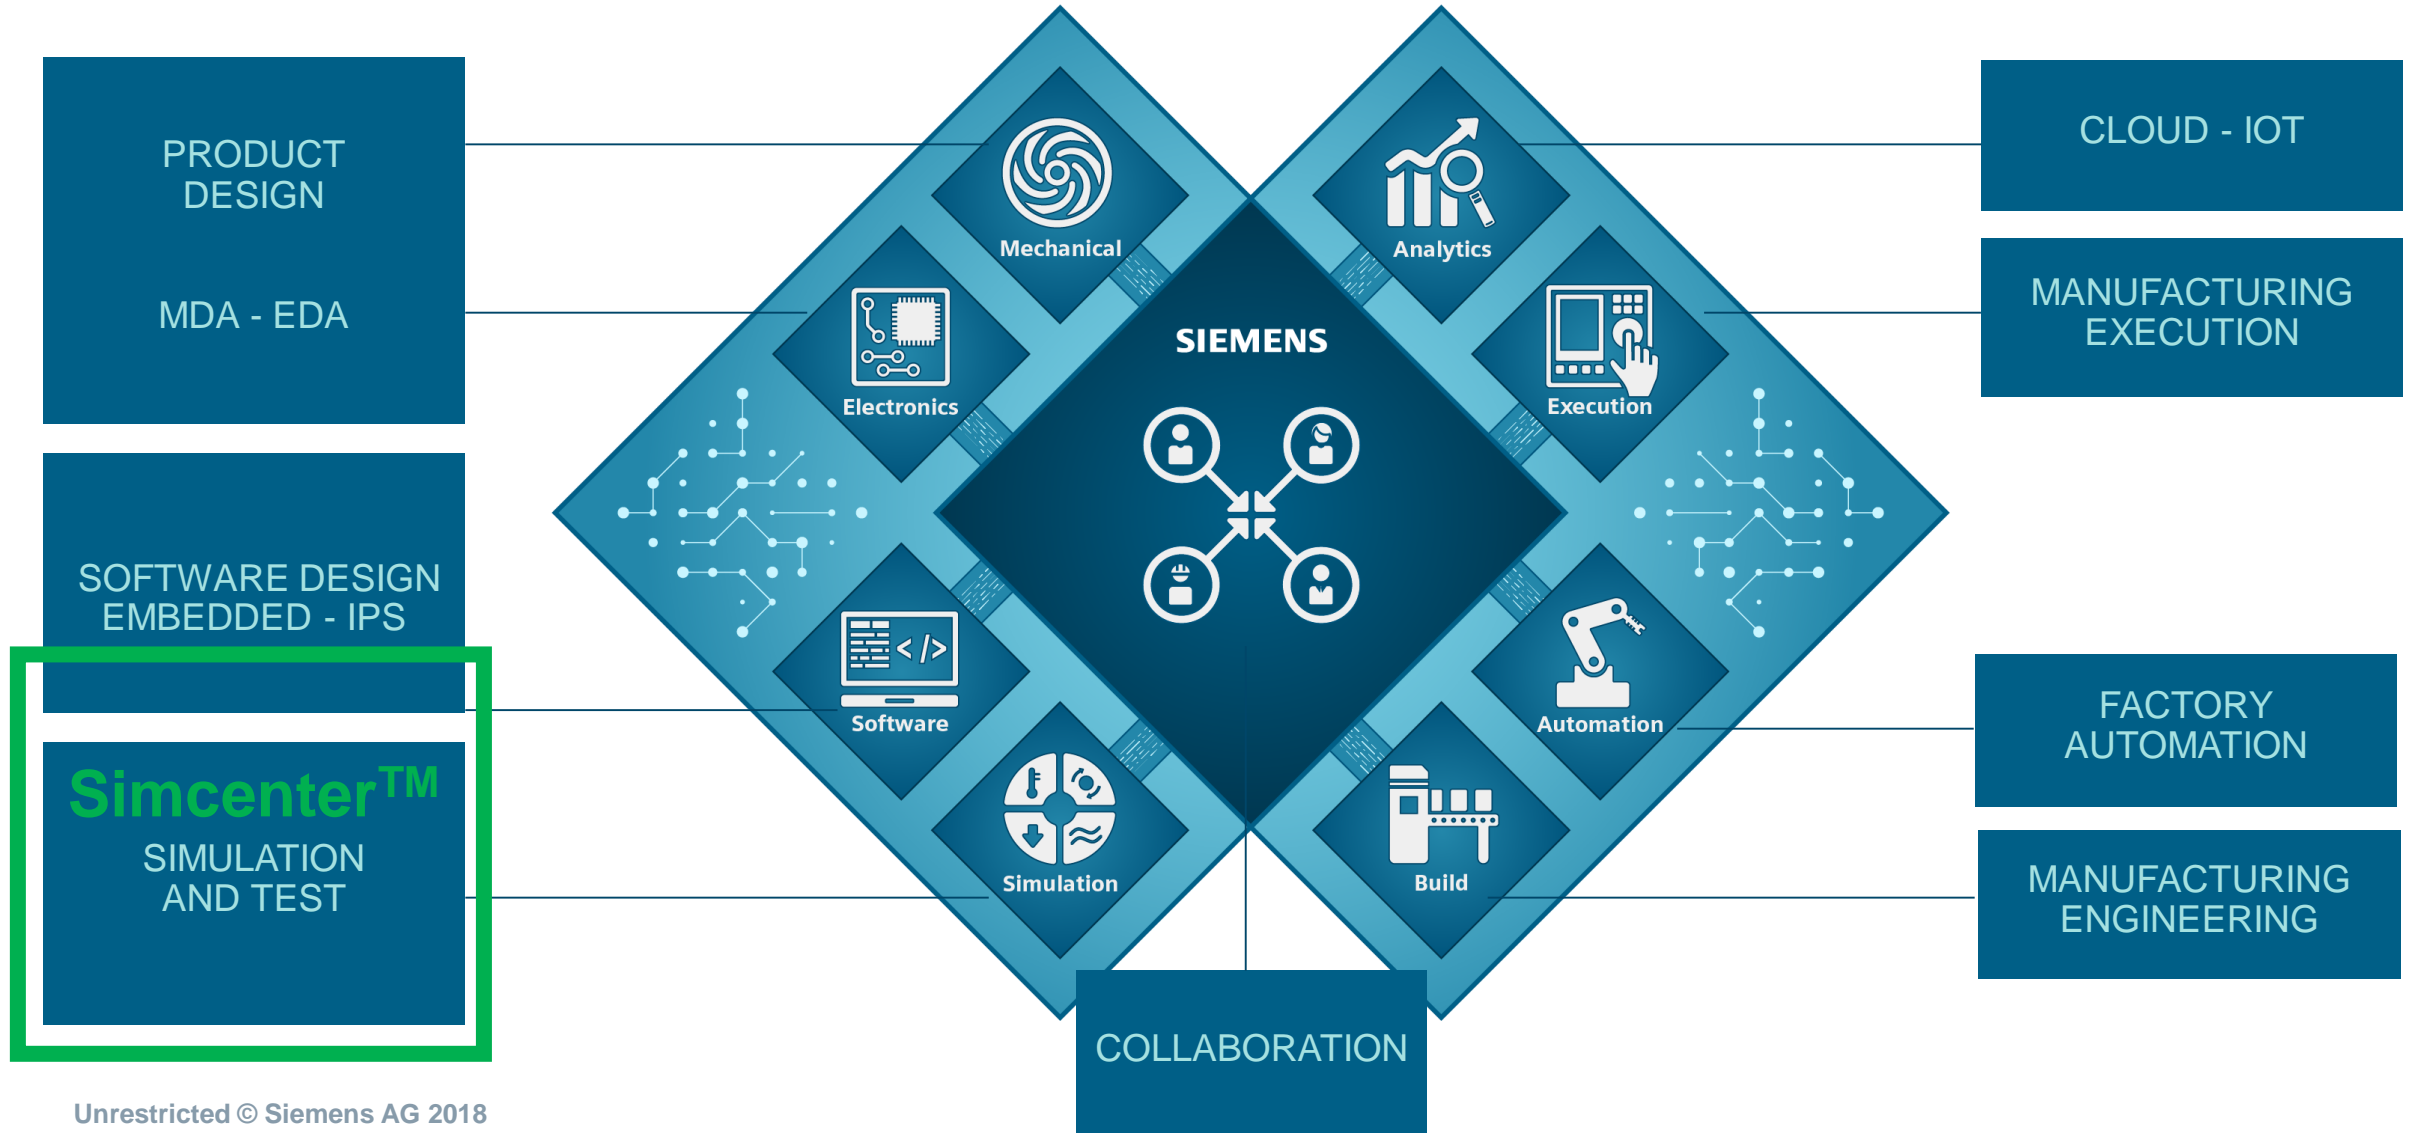 PRODUCT
DESIGN
MDA - EDA
SOFTWARE DESIGN
EMBEDDED - IPS
Simcenter™
SIMULATION
AND TEST
Mechanical
Electronics
Software
Simulation
SIEMENS
</>
Analytics
Execution
Automation
Build
CLOUD - IOT
MANUFACTURING
EXECUTION
FACTORY
AUTOMATION
MANUFACTURING
ENGINEERING
COLLABORATION
Unrestricted © Siemens AG 2018